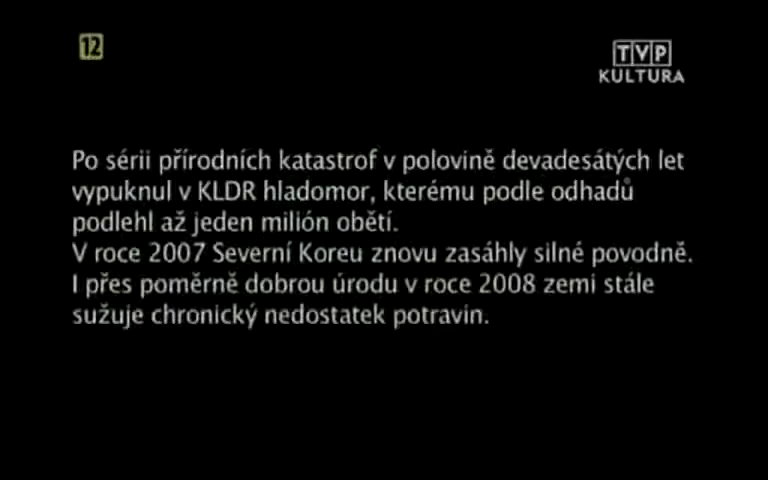 12
TVP
KULTURA
Po sérii přírodních katastrof v polovině devadesátých let
vypuknul v KLDR hladomor, kterému podle odhadů
podlehl až jeden milión obětí.
V roce 2007 Severní Koreu znovu zasáhly silné povodně.
I přes poměrně dobrou úrodu v roce 2008 zemi stále
sužuje chronický nedostatek potravin.